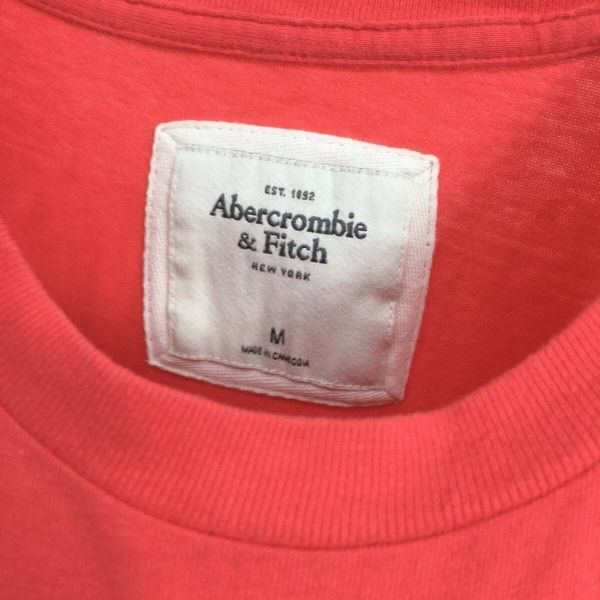 EST. 1892
Abercrombie
& Fitch
NEW YORK
M
MADE IN CAMBODIA